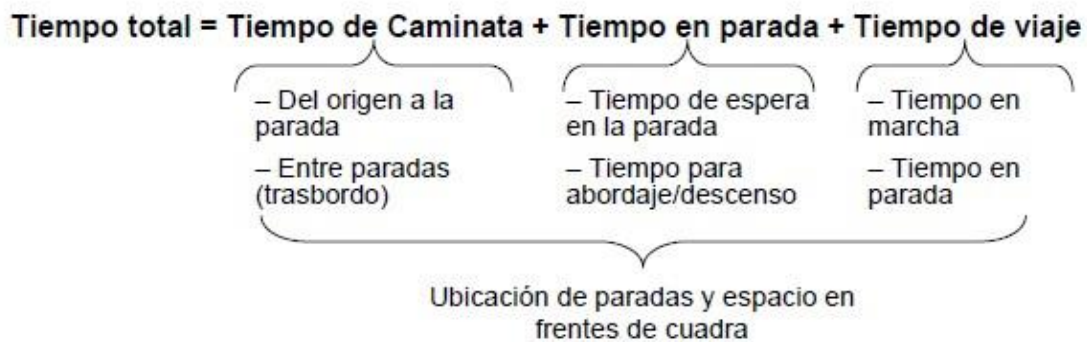 Tiempo total = Tiempo de Caminata + Tiempo en parada + Tiempo de viaje
– Del origen a la
parada
– Entre paradas
(trasbordo)
– Tiempo de espera
en la parada
– Tiempo para
abordaje/descenso
– Tiempo en
marcha
– Tiempo en
parada
Ubicación de paradas y espacio en
frentes de cuadra